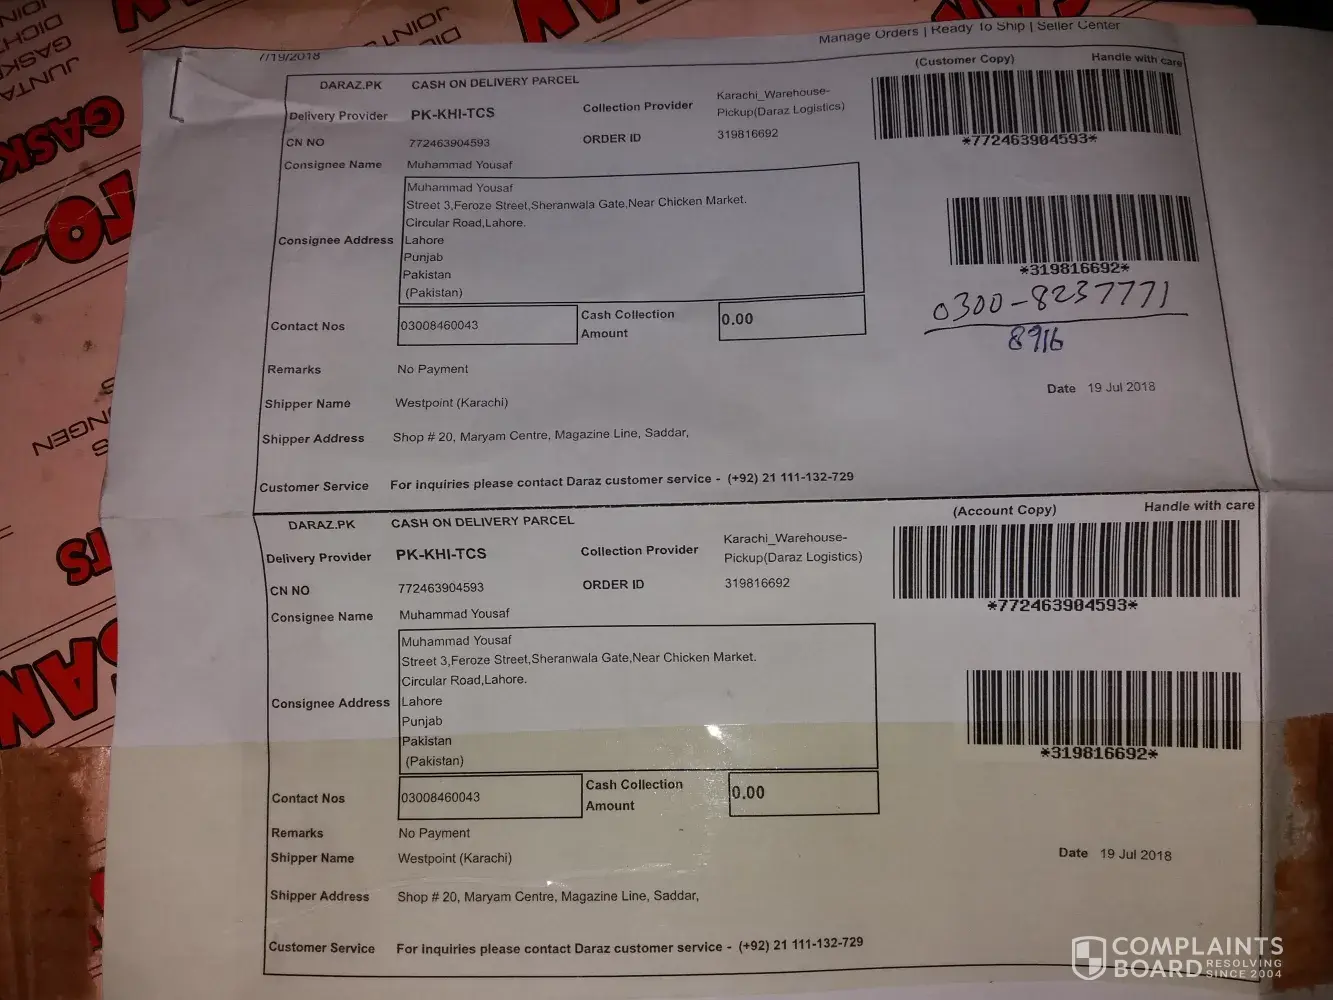 7/19/2018
Manage Orders | Ready To Ship | Seller Center
DARAZ.PK CASH ON DELIVERY PARCEL (Customer Copy) Handle with care
Delivery Provider PK-KHI-TCS Collection Provider Karachi_Warehouse-
Pickup(Daraz Logistics)
CN NO 772463904593 ORDER ID 319816692
*772463904593*
Consignee Name Muhammad Yousaf
Muhammad Yousaf
Street 3,Feroze Street,Sheranwala Gate,Near Chicken Market.
Circular Road,Lahore.
Consignee Address Lahore
Punjab
Pakistan
(Pakistan)
*319816692*
0300-8237771
8916
Contact Nos 03008460043 Cash Collection
Amount 0.00
Remarks No Payment
Date 19 Jul 2018
Shipper Name Westpoint (Karachi)
Shipper Address Shop # 20, Maryam Centre, Magazine Line, Saddar,
Customer Service For inquiries please contact Daraz customer service - (+92) 21 111-132-729
DARAZ.PK CASH ON DELIVERY PARCEL (Account Copy) Handle with care
Delivery Provider PK-KHI-TCS Collection Provider Karachi_Warehouse-
Pickup(Daraz Logistics)
CN NO 772463904593 ORDER ID 319816692
*772463904593*
Consignee Name Muhammad Yousaf
Muhammad Yousaf
Street 3,Feroze Street,Sheranwala Gate,Near Chicken Market.
Circular Road,Lahore.
Consignee Address Lahore
Punjab
Pakistan
(Pakistan)
*319816692*
Contact Nos 03008460043 Cash Collection
Amount 0.00
Remarks No Payment
Shipper Name Westpoint (Karachi)
Date 19 Jul 2018
Shipper Address Shop # 20, Maryam Centre, Magazine Line, Saddar,
Customer Service For inquiries please contact Daraz customer service - (+92) 21 111-132-729
COMPLAINTS
BOARD RESOLVING
SINCE 2004